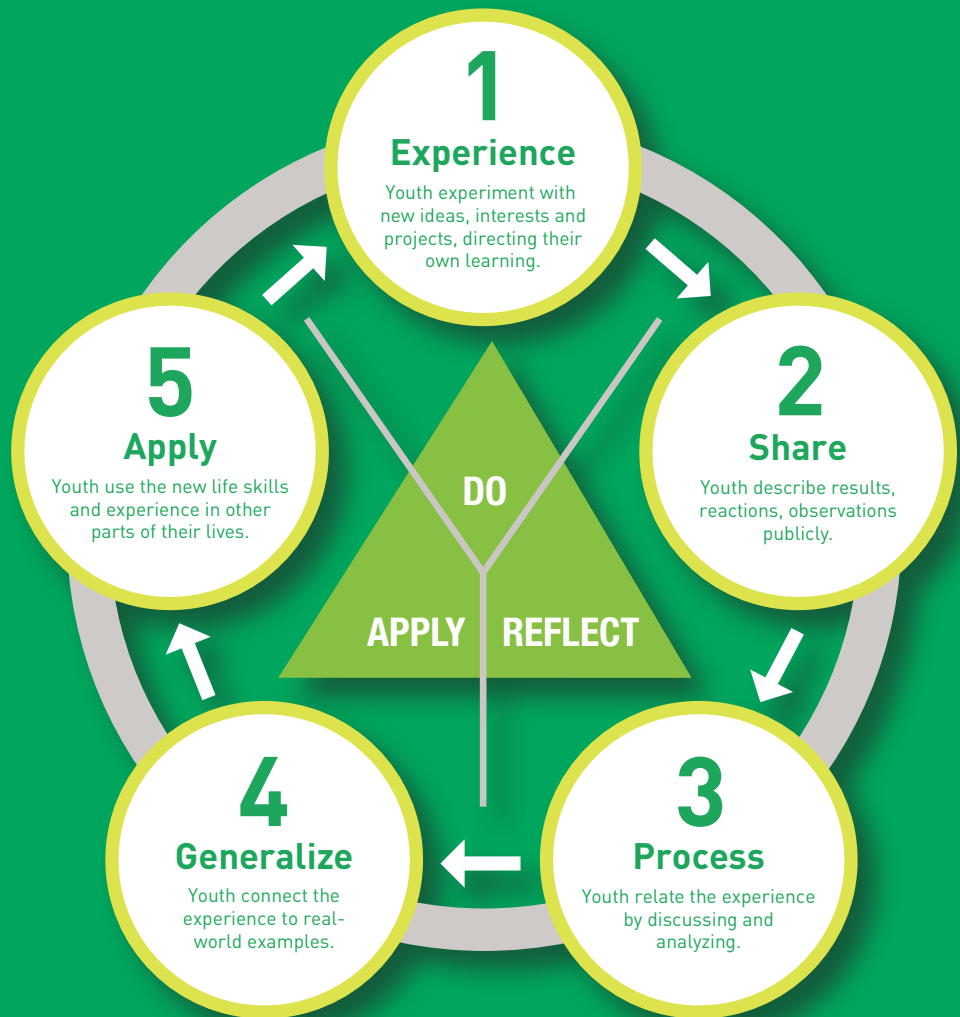 1
Experience
Youth experiment with
new ideas, interests and
projects, directing their
own learning.
2
Share
Youth describe results,
reactions, observations
publicly.
3
Process
Youth relate the experience
by discussing and
analyzing.
4
Generalize
Youth connect the
experience to real-
world examples.
5
Apply
Youth use the new life skills
and experience in other
parts of their lives.
DO
REFLECT
APPLY